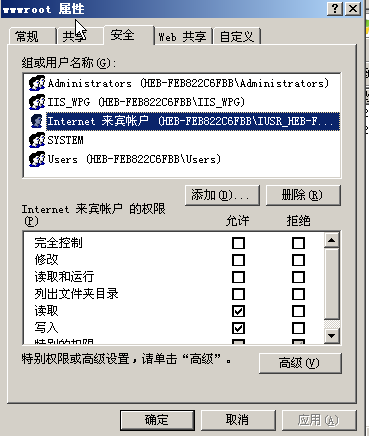 wwwroot 属性
常规
共享
安全
Web 共享
自定义
组或用户名称(G):
Administrators (HEB-FEB822C6FBB\Administrators)
IIS_WPG (HEB-FEB822C6FBB\IIS_WPG)
Internet 来宾帐户 (HEB-FEB822C6FBB\IUSR_HEB-F...
SYSTEM
Users (HEB-FEB822C6FBB\Users)
添加(D)...
删除(R)
Internet 来宾帐户 的权限
(P)
允许
拒绝
完全控制
修改
读取和运行
列出文件夹目录
读取
写入
特别的权限
特别权限或高级设置,请单击“高级”。
高级(V)
确定
取消
应用(A)